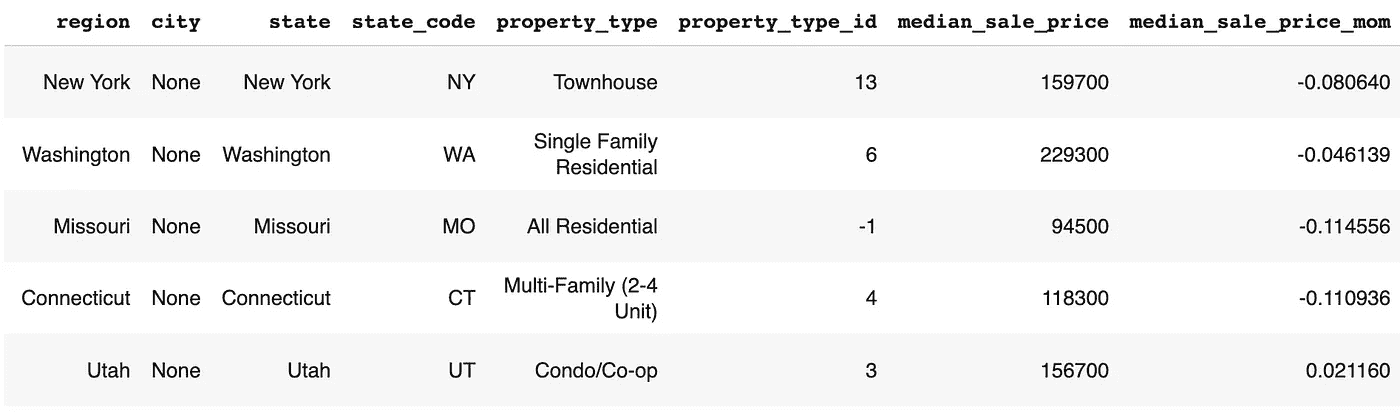 region city state state_code property_type property_type_id median_sale_price median_sale_price_mom
New York None New York NY Townhouse 13 159700 -0.080640
Washington None Washington WA Single Family Residential 6 229300 -0.046139
Missouri None Missouri MO All Residential -1 94500 -0.114556
Connecticut None Connecticut CT Multi-Family (2-4 Unit) 4 118300 -0.110936
Utah None Utah UT Condo/Co-op 3 156700 0.021160